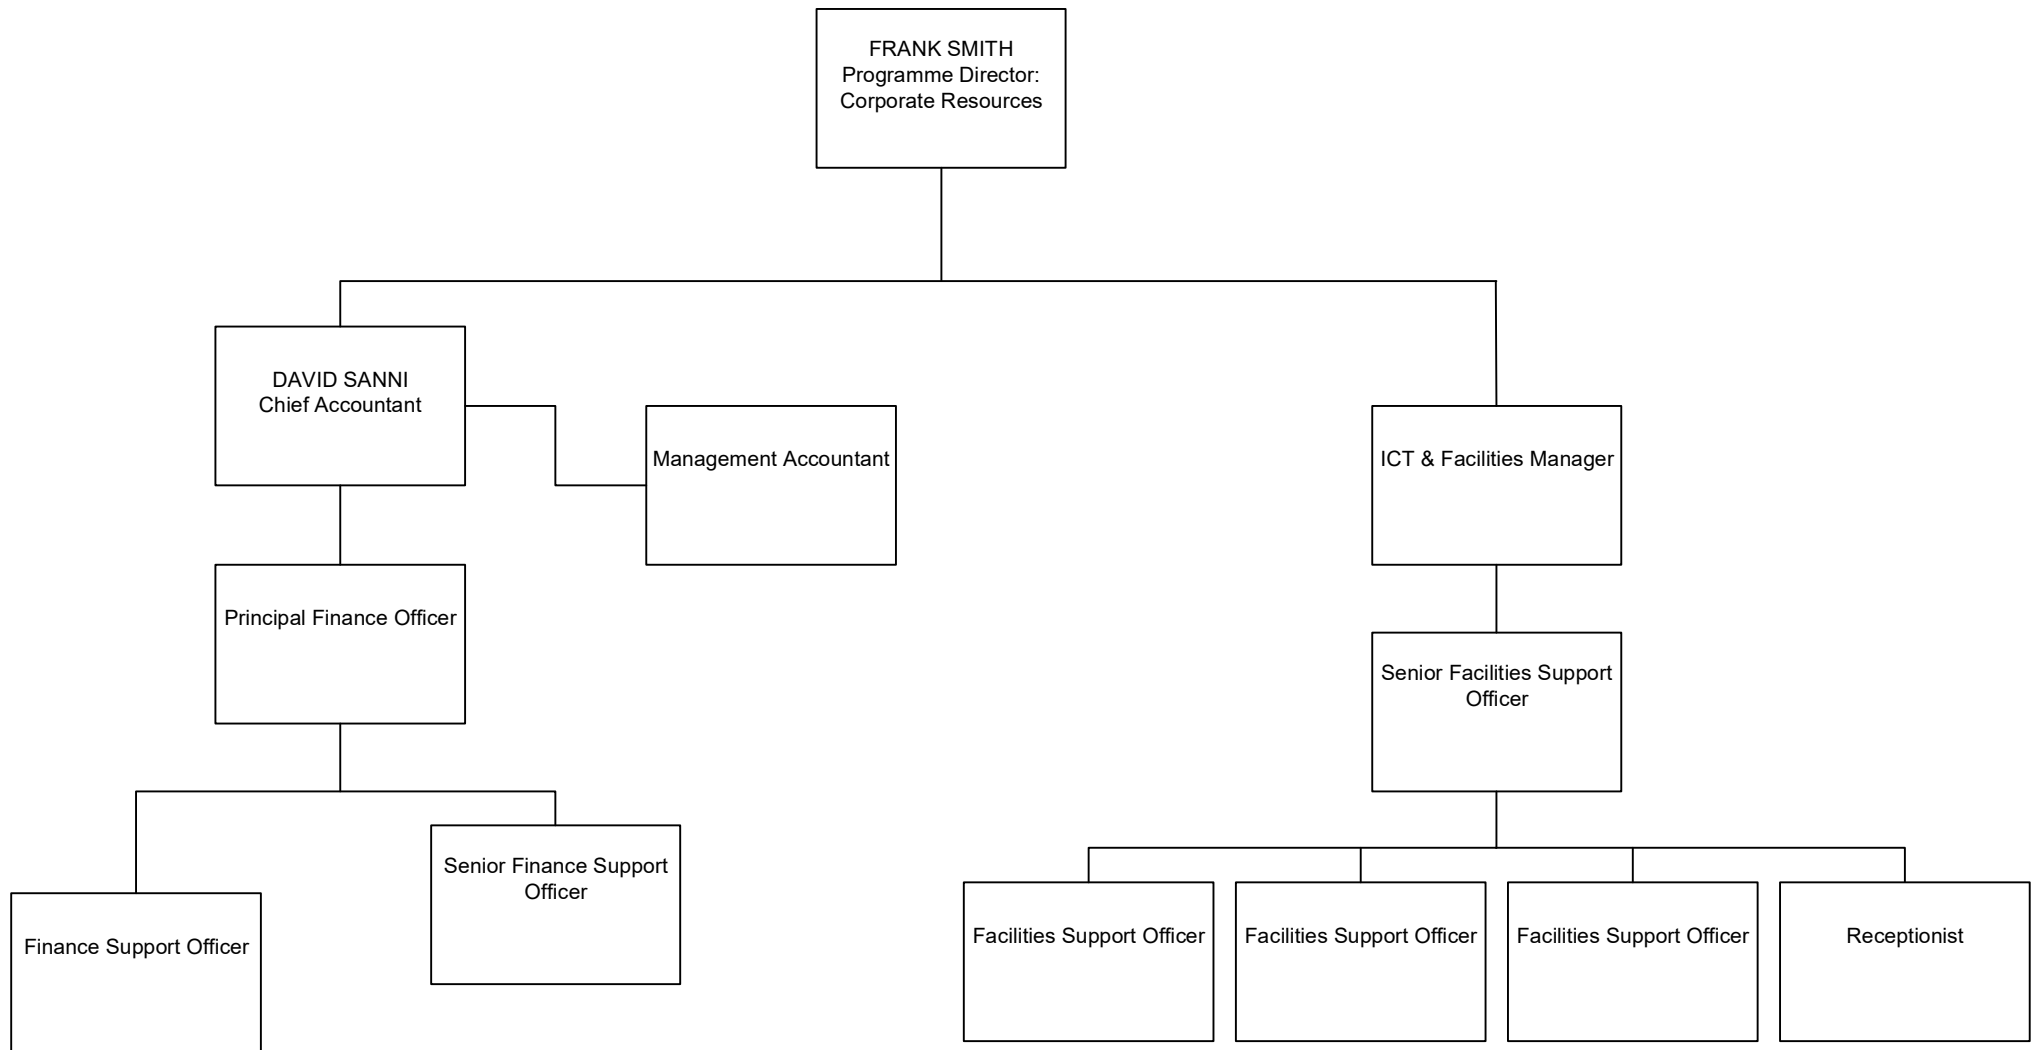 FRANK SMITH
Programme Director:
Corporate Resources
DAVID SANNI
Chief Accountant
Management Accountant
ICT & Facilities Manager
Principal Finance Officer
Senior Facilities Support
Officer
Senior Finance Support
Officer
Finance Support Officer
Facilities Support Officer
Facilities Support Officer
Facilities Support Officer
Receptionist